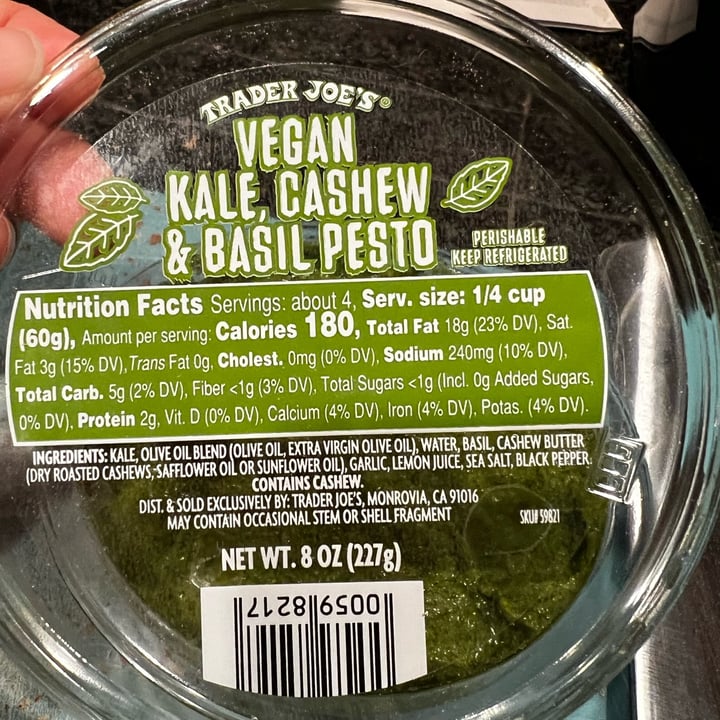 TRADER JOE'S®
VEGAN
KALE, CASHEW
& BASIL PESTO
PERISHABLE
KEEP REFRIGERATED
Nutrition Facts Servings: about 4, Serv. size: 1/4 cup
(60g), Amount per serving: Calories 180, Total Fat 18g (23% DV), Sat.
Fat 3g (15% DV), Trans Fat 0g, Cholest. 0mg (0% DV), Sodium 240mg (10% DV),
Total Carb. 5g (2% DV), Fiber <1g (3% DV), Total Sugars <1g (Incl. 0g Added Sugars,
0% DV), Protein 2g, Vit. D (0% DV), Calcium (4% DV), Iron (4% DV), Potas. (4% DV).
INGREDIENTS: KALE, OLIVE OIL BLEND (OLIVE OIL, EXTRA VIRGIN OLIVE OIL), WATER, BASIL, CASHEW BUTTER
(DRY ROASTED CASHEWS, SAFFLOWER OIL OR SUNFLOWER OIL), GARLIC, LEMON JUICE, SEA SALT, BLACK PEPPER.
CONTAINS CASHEW.
DIST. & SOLD EXCLUSIVELY BY: TRADER JOE'S, MONROVIA, CA 91016
MAY CONTAIN OCCASIONAL STEM OR SHELL FRAGMENT
SKU# 59821
NET WT. 8 OZ (227g)
00598217